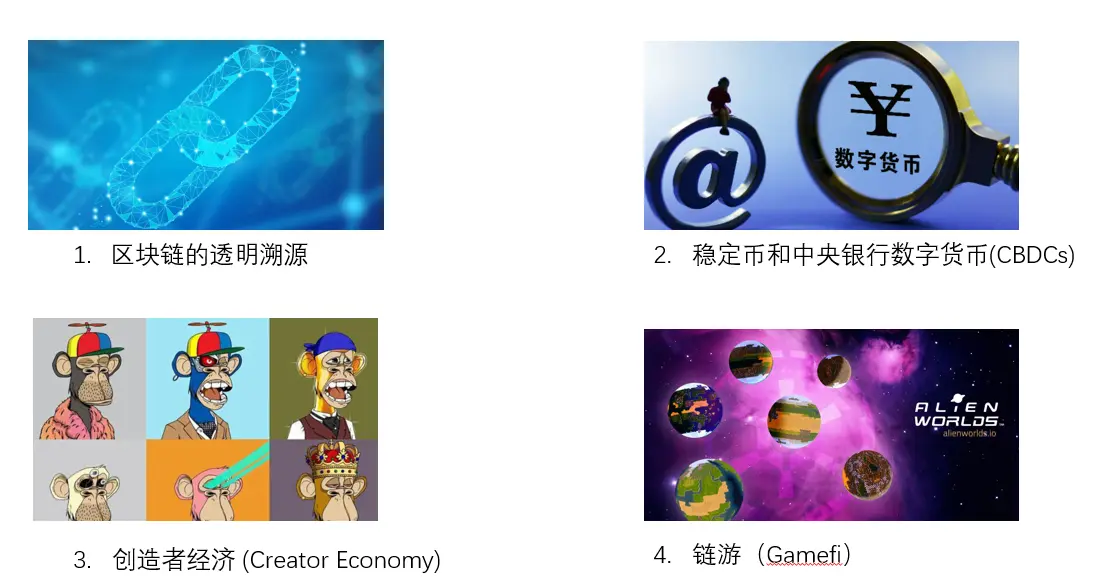 ¥
数字货币
@
1. 区块链的透明溯源
2. 稳定币和中央银行数字货币(CBDCs)
ALIEN
WORLDS
alienworlds.io
3. 创造者经济 (Creator Economy)
4. 链游（Gamefi）